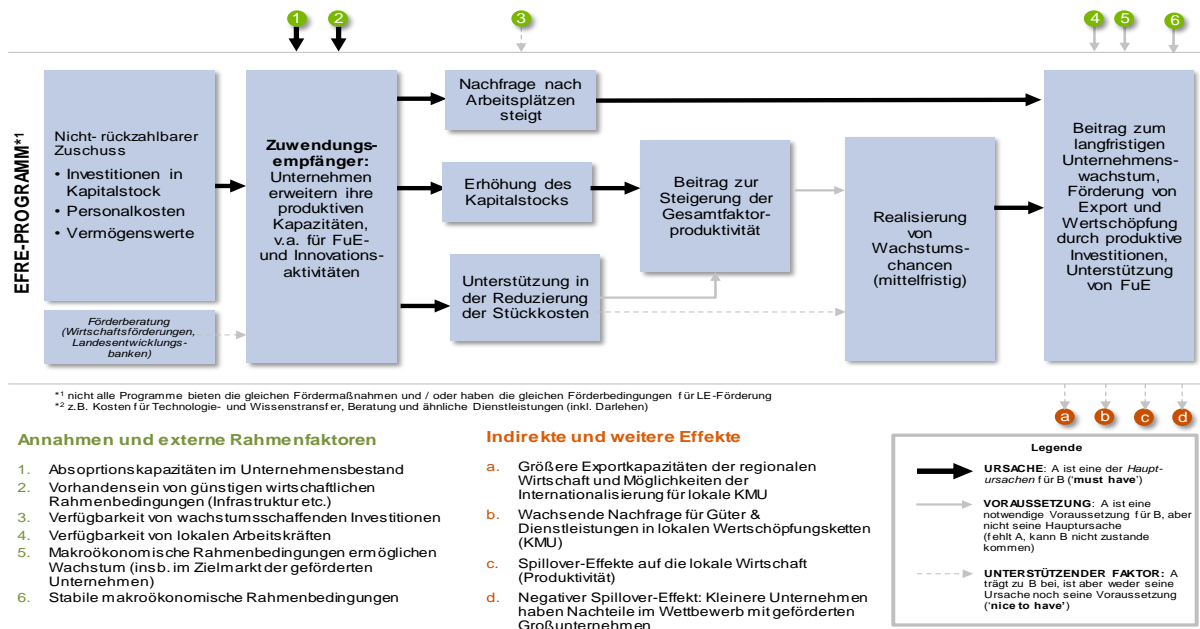 1 2 3 4 5 6
EFRE-PROGRAMM*1
Nicht- rückzahlbarer
Zuschuss
• Investitionen in
Kapitalstock
• Personalkosten
• Vermögenswerte
Förderberatung
(Wirtschaftsförderungen,
Landesentwicklungs-
banken)
Zuwendungs-
empfänger:
Unternehmen
erweitern ihre
produktiven
Kapazitäten,
v.a. für FuE-
und Innovations-
aktivitäten
Nachfrage nach
Arbeitsplätzen
steigt
Erhöhung des
Kapitalstocks
Unterstützung in
der Reduzierung
der Stückkosten
Beitrag zur
Steigerung der
Gesamtfaktor-
produktivität
Realisierung
von
Wachstums-
chancen
(mittelfristig)
Beitrag zum
langfristigen
Unternehmens-
wachstum,
Förderung von
Export und
Wertschöpfung
durch produktive
Investitionen,
Unterstützung
von FuE
*1 nicht alle Programme bieten die gleichen Fördermaßnahmen und / oder haben die gleichen Förderbedingungen für LE-Förderung
*2 z.B. Kosten für Technologie- und Wissenstransfer, Beratung und ähnliche Dienstleistungen (inkl. Darlehen)
a b c d
Annahmen und externe Rahmenfaktoren
1. Absoprtionskapazitäten im Unternehmensbestand
2. Vorhandensein von günstigen wirtschaftlichen
Rahmenbedingungen (Infrastruktur etc.)
3. Verfügbarkeit von wachstumsschaffenden Investitionen
4. Verfügbarkeit von lokalen Arbeitskräften
5. Makroökonomische Rahmenbedingungen ermöglichen
Wachstum (insb. im Zielmarkt der geförderten
Unternehmen)
6. Stabile makroökonomische Rahmenbedingungen
Indirekte und weitere Effekte
a. Größere Exportkapazitäten der regionalen
Wirtschaft und Möglichkeiten der
Internationalisierung für lokale KMU
b. Wachsende Nachfrage für Güter &
Dienstleistungen in lokalen Wertschöpfungsketten
(KMU)
c. Spillover-Effekte auf die lokale Wirtschaft
(Produktivität)
d. Negativer Spillover-Effekt: Kleinere Unternehmen
haben Nachteile im Wettbewerb mit geförderten
Großunternehmen
Legende
URSACHE: A ist eine der Haupt-
ursachen für B ('must have')
VORAUSSETZUNG: A ist eine
notwendige Voraussetzung für B, aber
nicht seine Hauptursache
(fehlt A, kann B nicht zustande
kommen)
UNTERSTÜTZENDER FAKTOR: A
trägt zu B bei, ist aber weder seine
Ursache noch seine Voraussetzung
('nice to have')